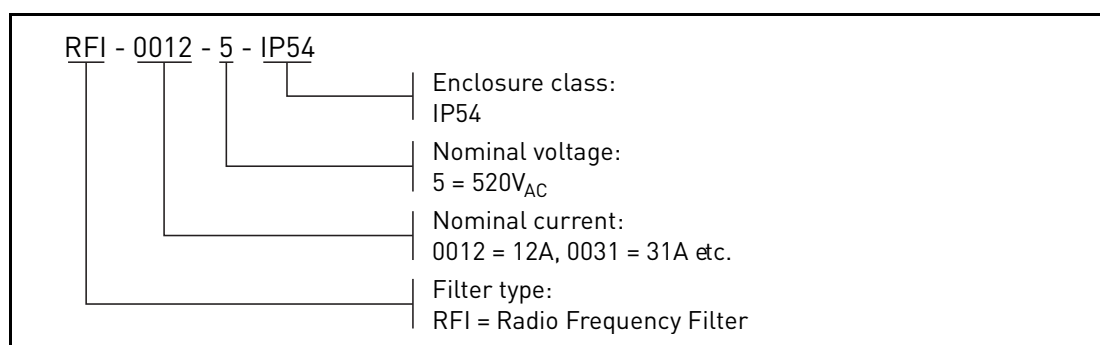 RFI - 0012 - 5 - IP54
Enclosure class:
IP54
Nominal voltage:
5 = 520VAC
Nominal current:
0012 = 12A, 0031 = 31A etc.
Filter type:
RFI = Radio Frequency Filter